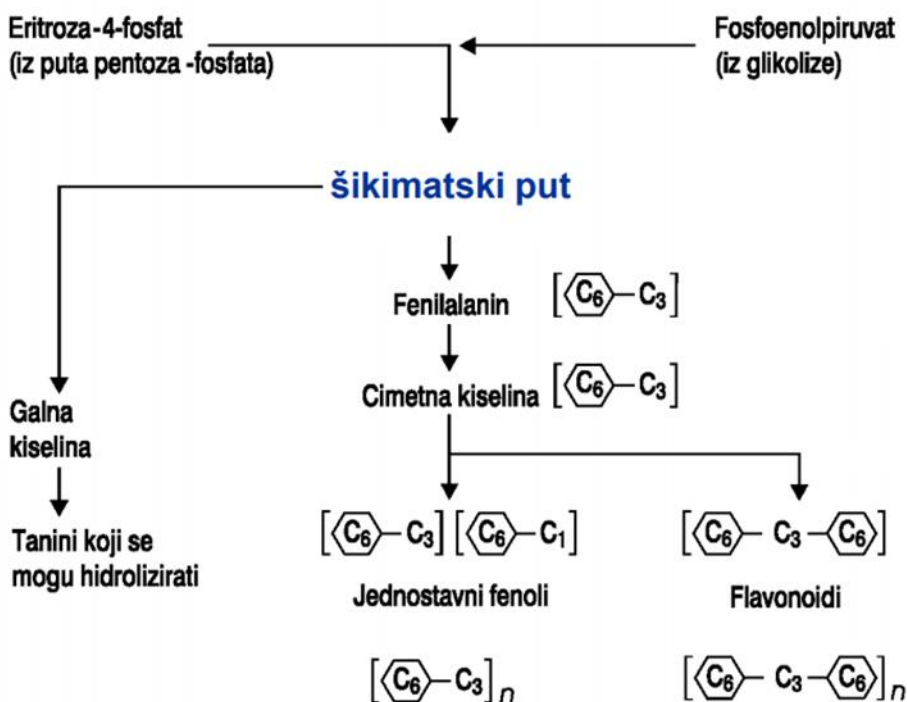 Eritroza-4-fosfat
(iz puta pentoza -fosfata)
Fosfoenolpiruvat
(iz glikolize)
šikimatski put
Fenilalanin [C6–C3]
Cimetna kiselina [C6–C3]
Galna
kiselina
Tanini koji se
mogu hidrolizirati
[C6–C3] [C6–C1]
Jednostavni fenoli
[C6–C3]n
[C6–C3–C6]
Flavonoidi
[C6–C3–C6]n